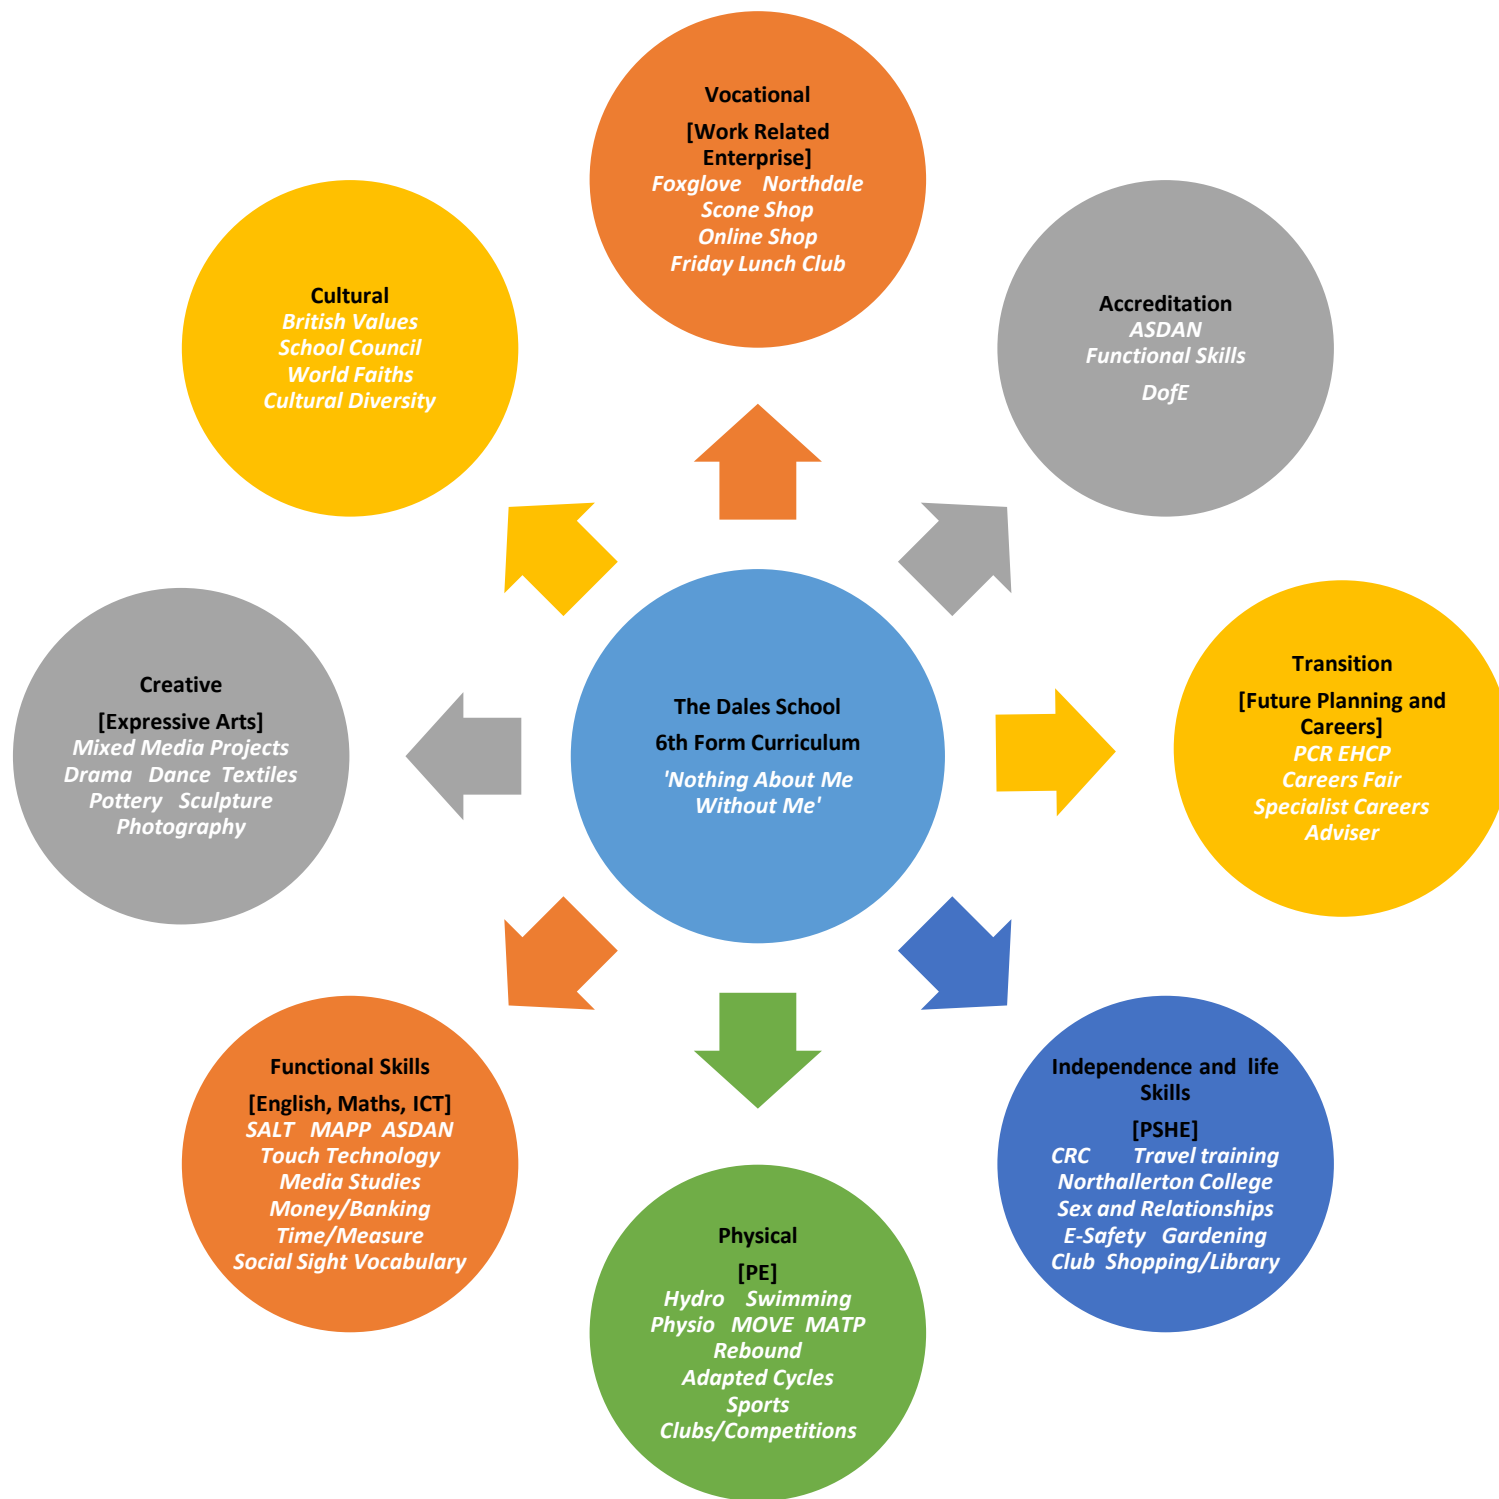 Vocational
[Work Related
Enterprise]
Foxglove Northdale
Scone Shop
Online Shop
Friday Lunch Club
Cultural
British Values
School Council
World Faiths
Cultural Diversity
Accreditation
ASDAN
Functional Skills
DofE
Creative
[Expressive Arts]
Mixed Media Projects
Drama Dance Textiles
Pottery Sculpture
Photography
The Dales School
6th Form Curriculum
'Nothing About Me
Without Me'
Transition
[Future Planning and
Careers]
PCR EHCP
Careers Fair
Specialist Careers
Adviser
Functional Skills
[English, Maths, ICT]
SALT MAPP ASDAN
Touch Technology
Media Studies
Money/Banking
Time/Measure
Social Sight Vocabulary
Physical
[PE]
Hydro Swimming
Physio MOVE MATP
Rebound
Adapted Cycles
Sports
Clubs/Competitions
Independence and life
Skills
[PSHE]
CRC Travel training
Northallerton College
Sex and Relationships
E-Safety Gardening
Club Shopping/Library